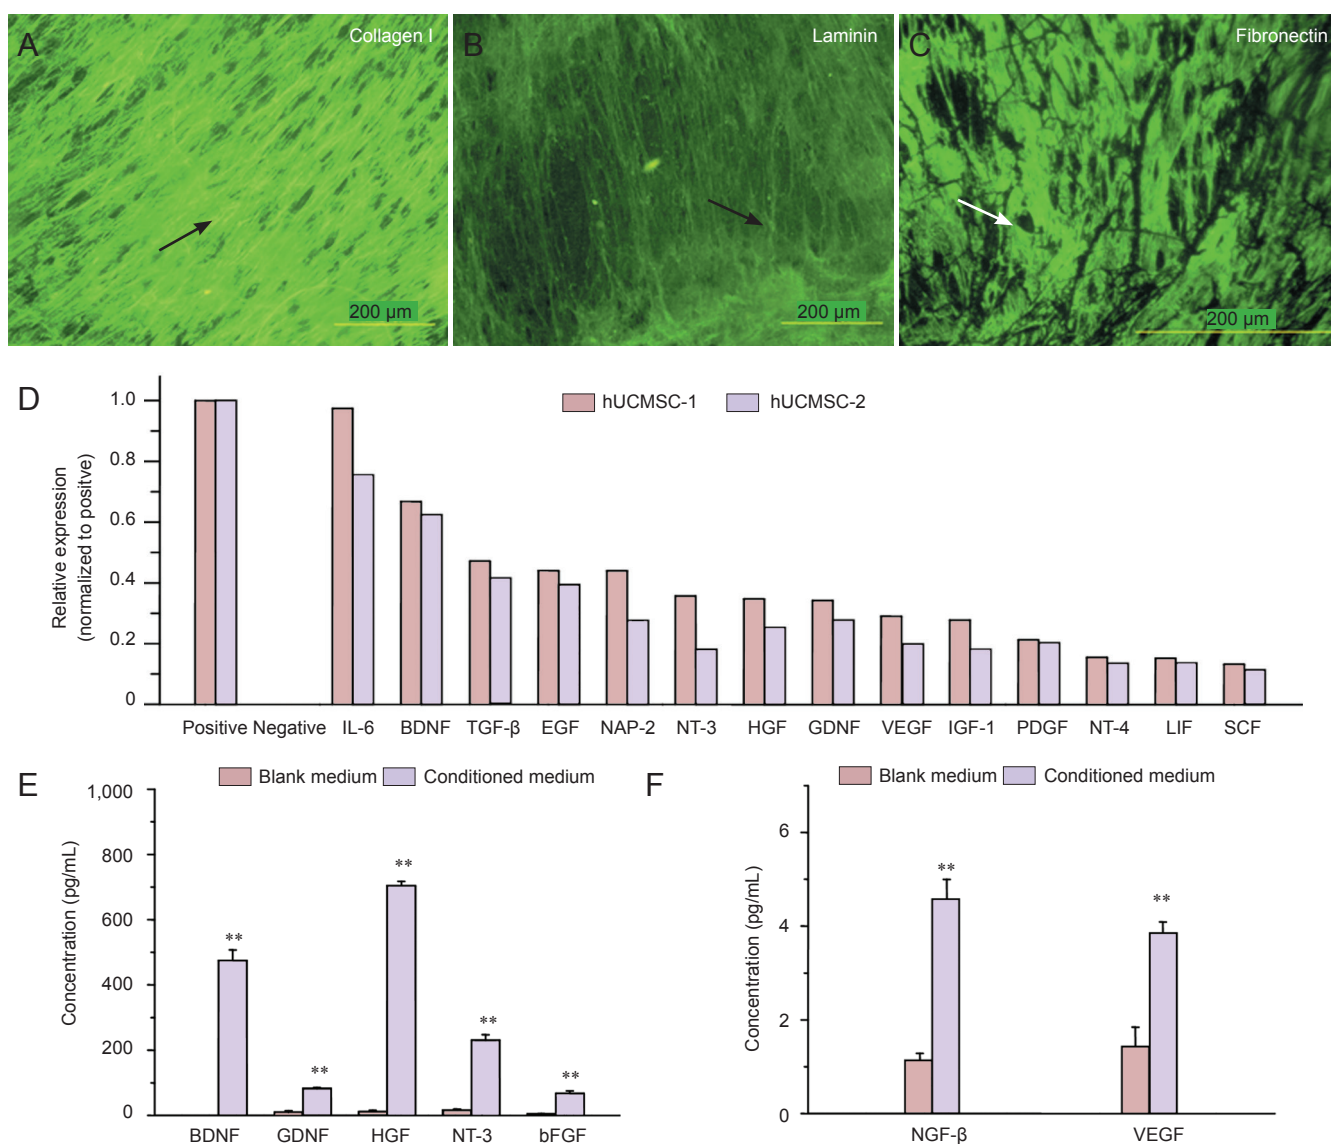 A
Collagen I
200 µm
B
Laminin
200 µm
C
Fibronectin
200 µm
D
hUCMSC-1
hUCMSC-2
Relative expression
(normalized to positve)
1.0
0.8
0.6
0.4
0.2
0
Positive Negative IL-6 BDNF TGF-β EGF NAP-2 NT-3 HGF GDNF VEGF IGF-1 PDGF NT-4 LIF SCF
E
Blank medium
Conditioned medium
Concentration (pg/mL)
1,000
800
600
400
200
0
**
**
**
**
**
BDNF GDNF HGF NT-3 bFGF
F
Blank medium
Conditioned medium
Concentration (pg/mL)
6
4
2
0
**
**
NGF-β VEGF